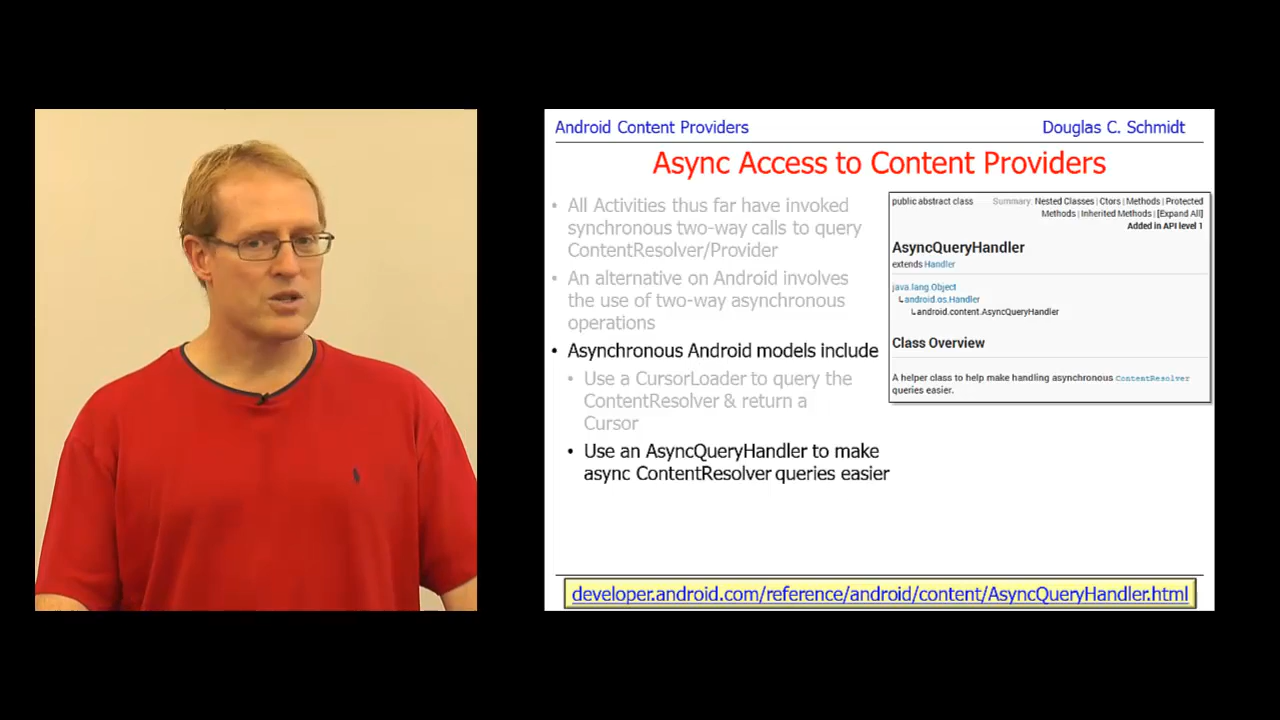 Android Content Providers
Douglas C. Schmidt
Async Access to Content Providers
• All Activities thus far have invoked
synchronous two-way calls to query
ContentResolver/Provider
• An alternative on Android involves
the use of two-way asynchronous
operations
• Asynchronous Android models include
• Use a CursorLoader to query the
ContentResolver & return a
Cursor
• Use an AsyncQueryHandler to make
async ContentResolver queries easier
public abstract class
Summary: Nested Classes | Ctors | Methods | Protected
Methods | Inherited Methods | [Expand All]
Added in API level 1
AsyncQueryHandler
extends Handler
java.lang.Object
↳android.os.Handler
↳android.content.AsyncQueryHandler
Class Overview
A helper class to help make handling asynchronous ContentResolver
queries easier.
developer.android.com/reference/android/content/AsyncQueryHandler.html